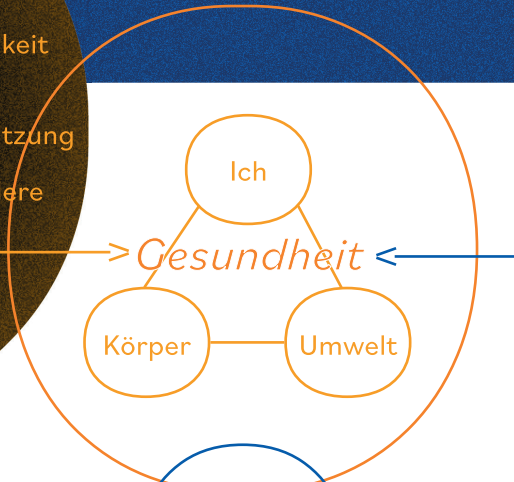 keit
tzung
ere
Ich
Gesundheit
Körper
Umwelt